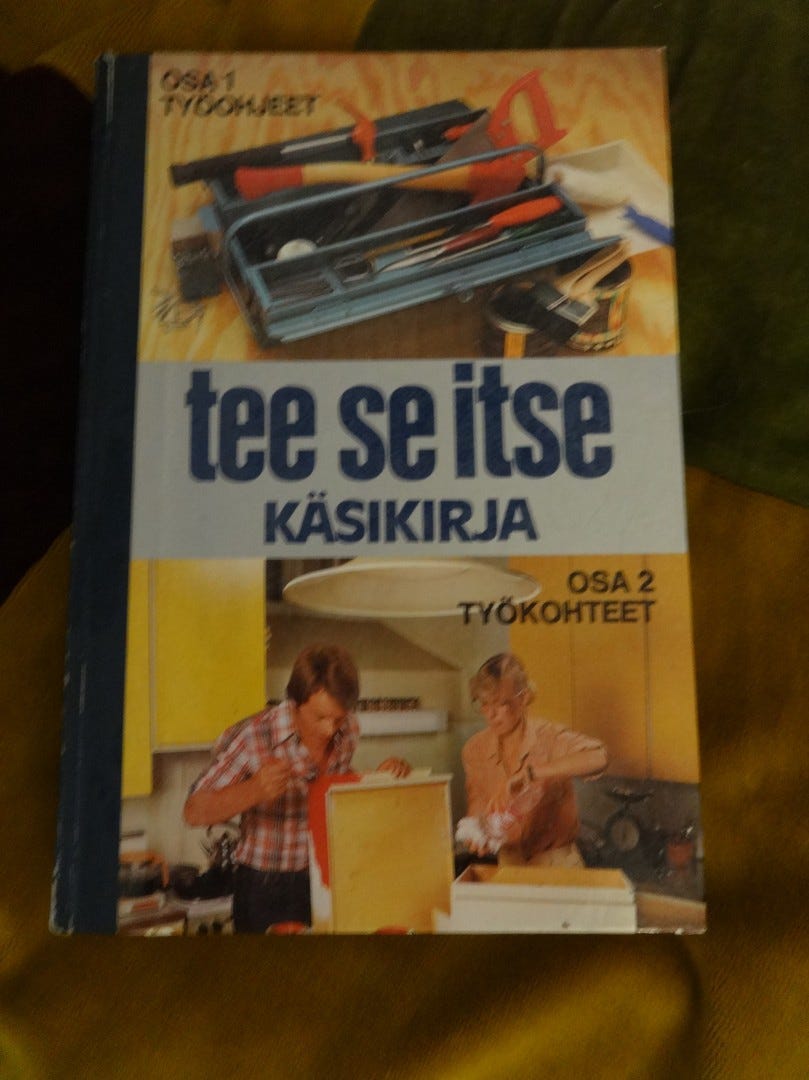 OSA 1
TYÖOHJEET
tee se itse
KÄSIKIRJA
OSA 2
TYÖKOHTEET